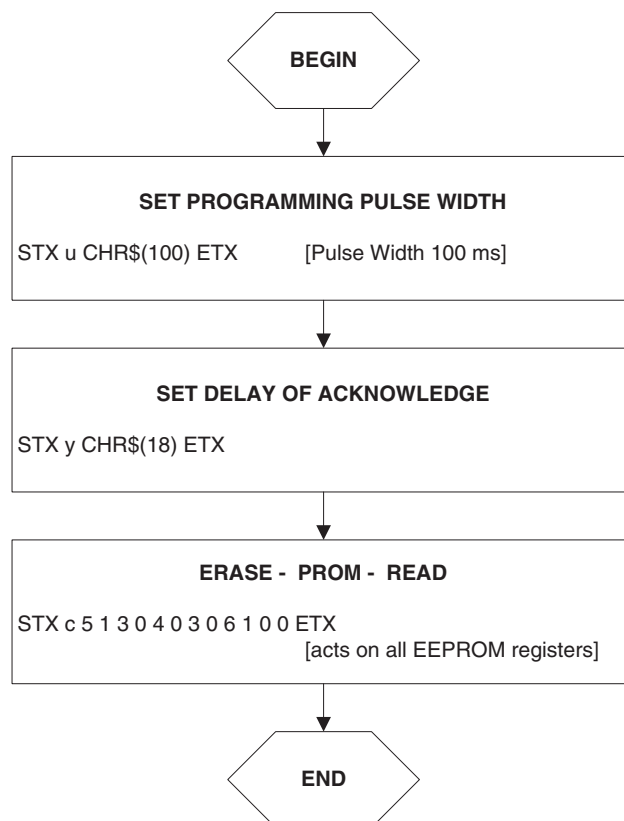 BEGIN
SET PROGRAMMING PULSE WIDTH
STX u CHR$(100) ETX [Pulse Width 100 ms]
SET DELAY OF ACKNOWLEDGE
STX y CHR$(18) ETX
ERASE - PROM - READ
STX c 5 1 3 0 4 0 3 0 6 1 0 0 ETX
[acts on all EEPROM registers]
END